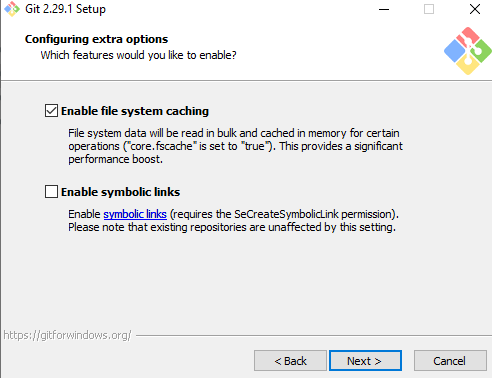 Git 2.29.1 Setup
Configuring extra options
Which features would you like to enable?
Enable file system caching
File system data will be read in bulk and cached in memory for certain
operations ("core.fscache" is set to "true"). This provides a significant
performance boost.
Enable symbolic links
Enable symbolic links (requires the SeCreateSymbolicLink permission).
Please note that existing repositories are unaffected by this setting.
https://gitforwindows.org/
< Back
Next >
Cancel